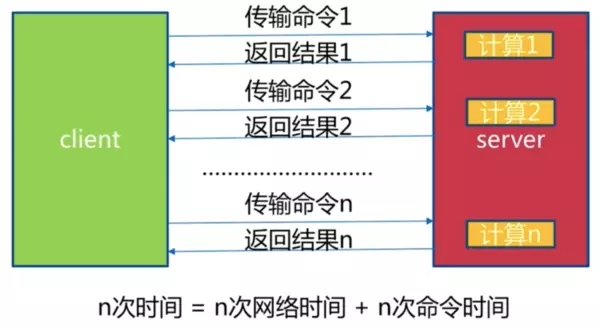 传输命令1
计算1
返回结果1
传输命令2
计算2
返回结果2
client
server
.............................
传输命令n
计算n
返回结果n
n次时间 = n次网络时间 + n次命令时间